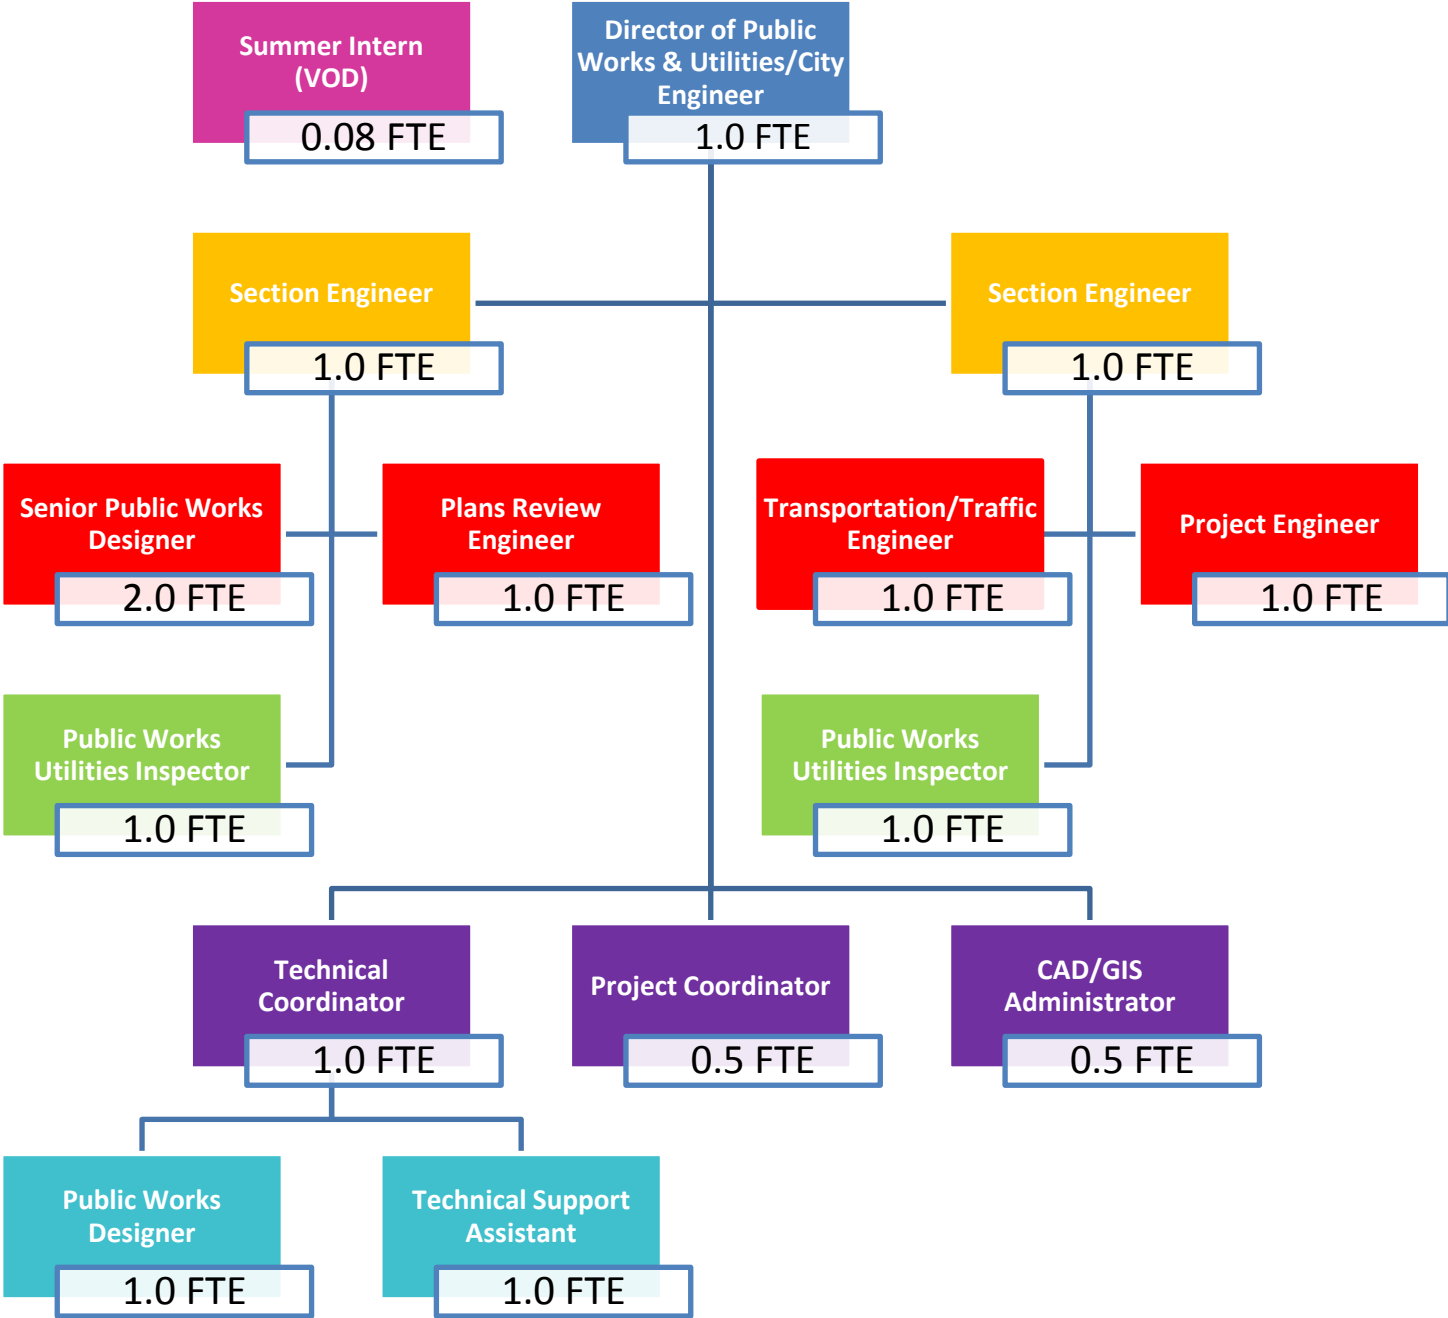 Summer Intern
(VOD)
0.08 FTE
Director of Public
Works & Utilities/City
Engineer
1.0 FTE
Section Engineer
1.0 FTE
Section Engineer
1.0 FTE
Senior Public Works
Designer
2.0 FTE
Plans Review
Engineer
1.0 FTE
Transportation/Traffic
Engineer
1.0 FTE
Project Engineer
1.0 FTE
Public Works
Utilities Inspector
1.0 FTE
Public Works
Utilities Inspector
1.0 FTE
Technical
Coordinator
1.0 FTE
Project Coordinator
0.5 FTE
CAD/GIS
Administrator
0.5 FTE
Public Works
Designer
1.0 FTE
Technical Support
Assistant
1.0 FTE